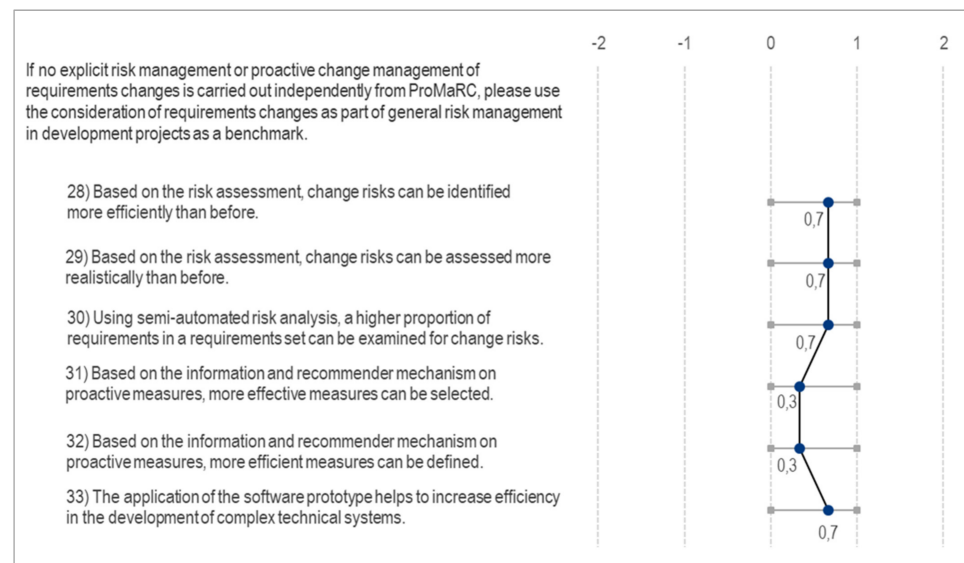 -2 -1 0 1 2
If no explicit risk management or proactive change management of
requirements changes is carried out independently from ProMaRC, please use
the consideration of requirements changes as part of general risk management
in development projects as a benchmark.
28) Based on the risk assessment, change risks can be identified
more efficiently than before.
0,7
29) Based on the risk assessment, change risks can be assessed more
realistically than before.
0,7
30) Using semi-automated risk analysis, a higher proportion of
requirements in a requirements set can be examined for change risks.
0,7
31) Based on the information and recommender mechanism on
proactive measures, more effective measures can be selected.
0,3
32) Based on the information and recommender mechanism on
proactive measures, more efficient measures can be defined.
0,3
33) The application of the software prototype helps to increase efficiency
in the development of complex technical systems.
0,7